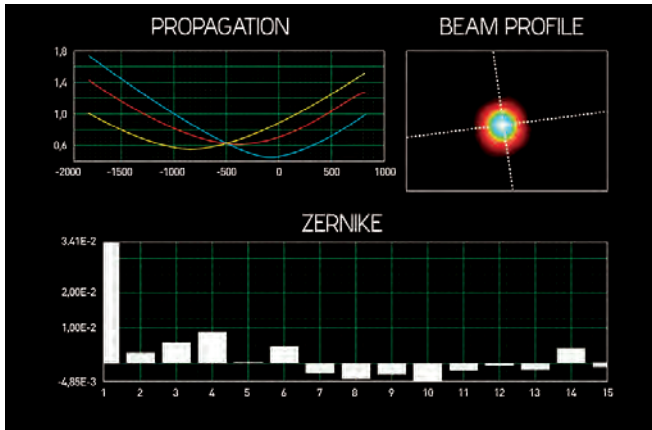 PROPAGATION
BEAM PROFILE
1,8
1,4
1,0
0,6
-2000 -1500 -1000 -500 0 500 1000
ZERNIKE
3.41E-2
2,00E-2
1,00E-2
-4,85E-3
1 2 3 4 5 6 7 8 9 10 11 12 13 14 15